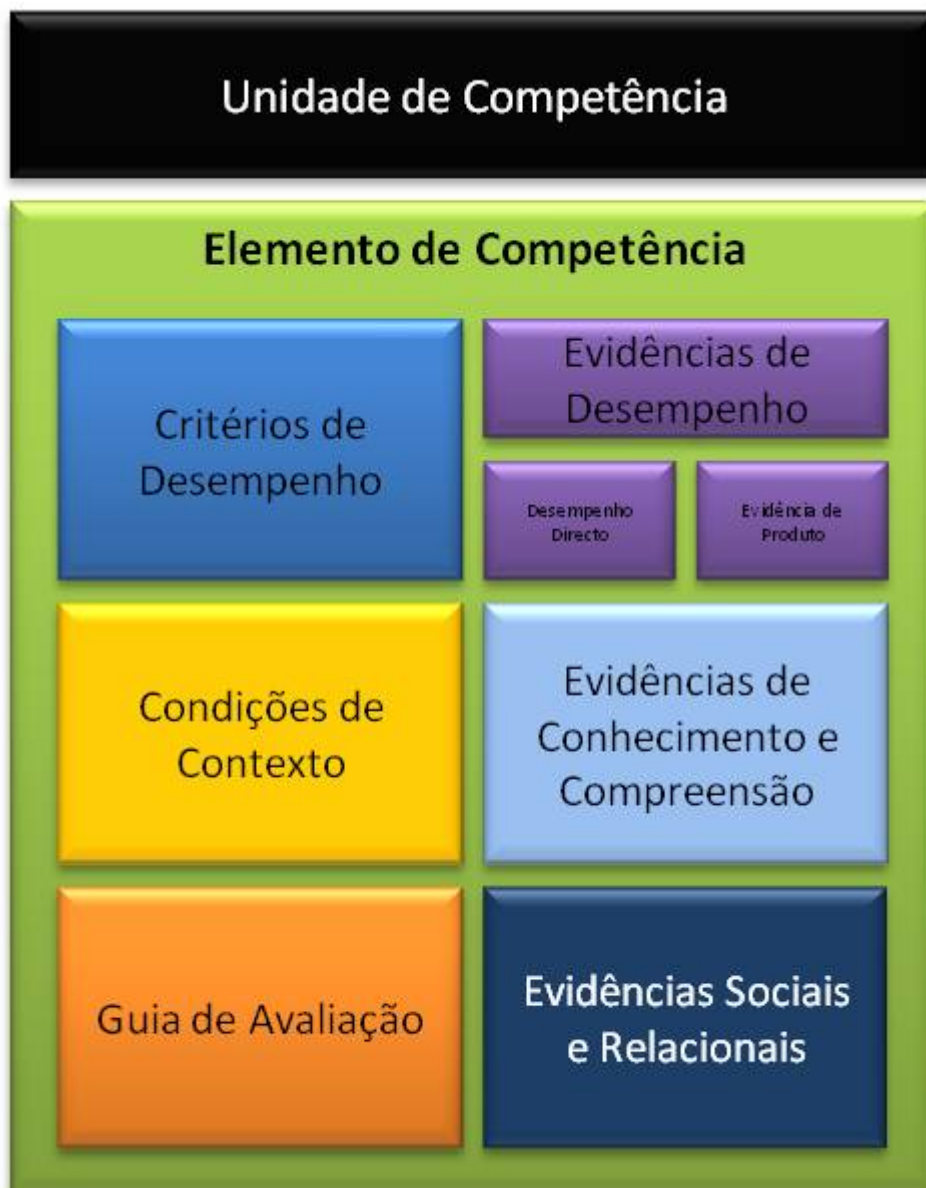 Unidade de Competência
Elemento de Competência
Critérios de
Desempenho
Evidências de
Desempenho
Desempenho
Directo
Evidência de
Produto
Condições de
Contexto
Evidências de
Conhecimento e
Compreensão
Guia de Avaliação
Evidências Sociais
e Relacionais